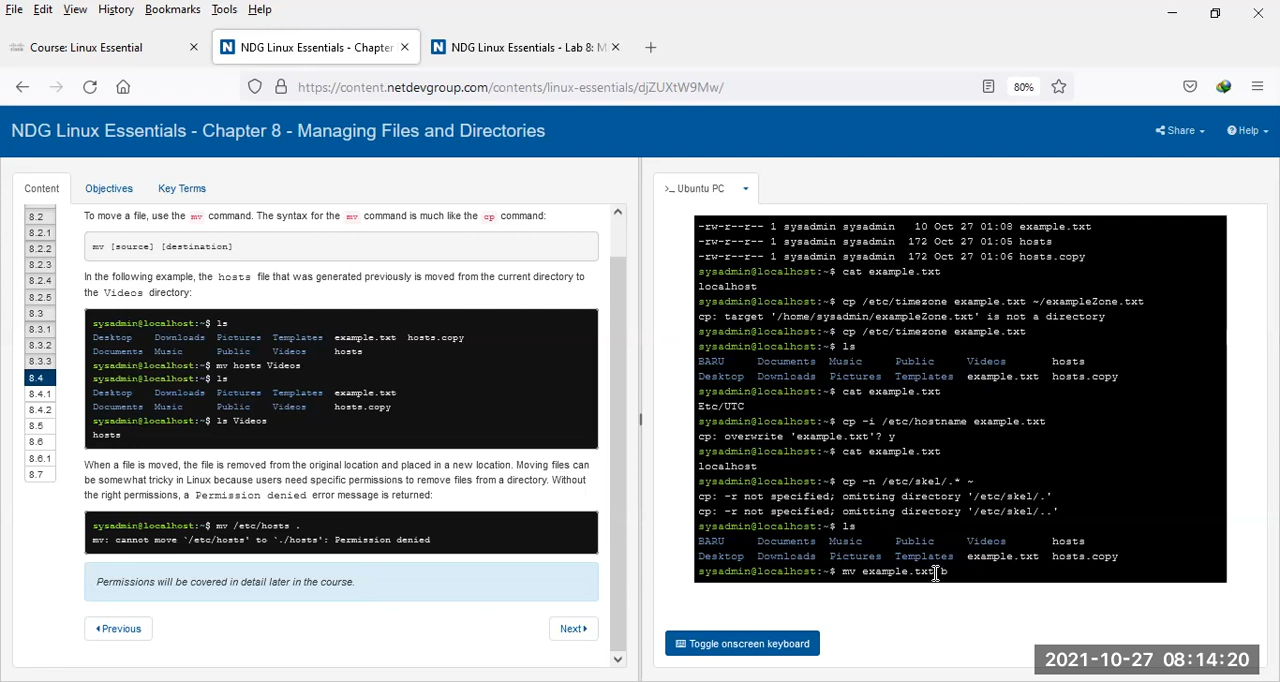 File Edit View History Bookmarks Tools Help
Course: Linux Essential
NDG Linux Essentials - Chapter
NDG Linux Essentials - Lab 8: M
https://content.netdevgroup.com/contents/linux-essentials/djZUXtW9Mw/
80%
NDG Linux Essentials - Chapter 8 - Managing Files and Directories
Share
Help
Content
Objectives
Key Terms
8.2
8.2.1
8.2.2
8.2.3
8.2.4
8.2.5
8.3
8.3.1
8.3.2
8.3.3
8.4
8.4.1
8.4.2
8.5
8.6
8.6.1
8.7
To move a file, use the mv command. The syntax for the mv command is much like the cp command:
mv [source] [destination]
In the following example, the hosts file that was generated previously is moved from the current directory to
the Videos directory:
sysadmin@localhost:~$ ls
Desktop Downloads Pictures Templates example.txt hosts.copy
Documents Music Public Videos hosts
sysadmin@localhost:~$ mv hosts Videos
sysadmin@localhost:~$ ls
Desktop Downloads Pictures Templates example.txt
Documents Music Public Videos hosts.copy
sysadmin@localhost:~$ ls Videos
hosts
When a file is moved, the file is removed from the original location and placed in a new location. Moving files can
be somewhat tricky in Linux because users need specific permissions to remove files from a directory. Without
the right permissions, a Permission denied error message is returned:
sysadmin@localhost:~$ mv /etc/hosts .
mv: cannot move `/etc/hosts' to `./hosts': Permission denied
Permissions will be covered in detail later in the course.
Previous
Next
>_ Ubuntu PC
-rw-r--r-- 1 sysadmin sysadmin 10 Oct 27 01:08 example.txt
-rw-r--r-- 1 sysadmin sysadmin 172 Oct 27 01:05 hosts
-rw-r--r-- 1 sysadmin sysadmin 172 Oct 27 01:06 hosts.copy
sysadmin@localhost:~$ cat example.txt
localhost
sysadmin@localhost:~$ cp /etc/timezone example.txt ~/exampleZone.txt
cp: target '/home/sysadmin/exampleZone.txt' is not a directory
sysadmin@localhost:~$ cp /etc/timezone example.txt
sysadmin@localhost:~$ ls
BARU Documents Music Public Videos hosts
Desktop Downloads Pictures Templates example.txt hosts.copy
sysadmin@localhost:~$ cat example.txt
Etc/UTC
sysadmin@localhost:~$ cp -i /etc/hostname example.txt
cp: overwrite 'example.txt'? y
sysadmin@localhost:~$ cat example.txt
localhost
sysadmin@localhost:~$ cp -n /etc/skel/.* ~
cp: -r not specified; omitting directory '/etc/skel/.'
cp: -r not specified; omitting directory '/etc/skel/..'
sysadmin@localhost:~$ ls
BARU Documents Music Public Videos hosts
Desktop Downloads Pictures Templates example.txt hosts.copy
sysadmin@localhost:~$ mv example.txt b
Toggle onscreen keyboard
2021-10-27 08:14:20